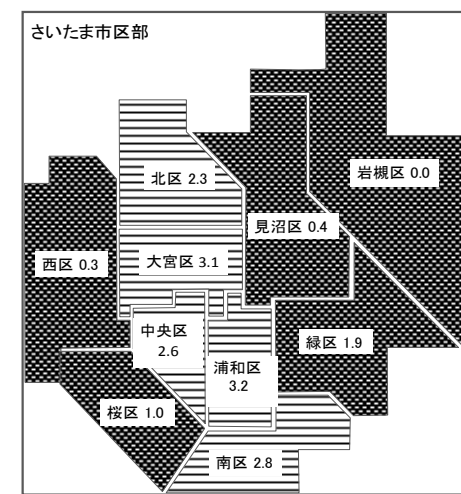 さいたま市区部
北区 2.3
岩槻区 0.0
見沼区 0.4
西区 0.3
大宮区 3.1
中央区
2.6
緑区 1.9
浦和区
3.2
桜区 1.0
南区 2.8